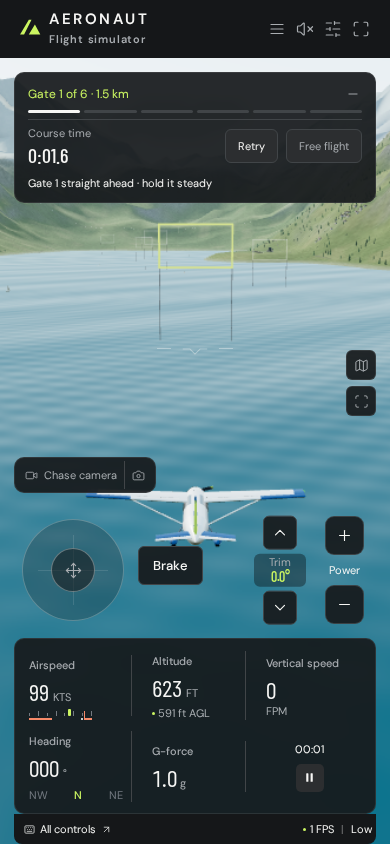 AERONAUT
Flight simulator
Gate 1 of 6 · 1.5 km
Course time
0:01.6
Retry
Free flight
Gate 1 straight ahead · hold it steady
Chase camera
Brake
Trim
0.0°
Power
Airspeed
99 KTS
Altitude
623 FT
591 ft AGL
Vertical speed
0
FPM
Heading
000 °
NW N NE
G-force
1.0 g
00:01
All controls ↗
1 FPS | Low